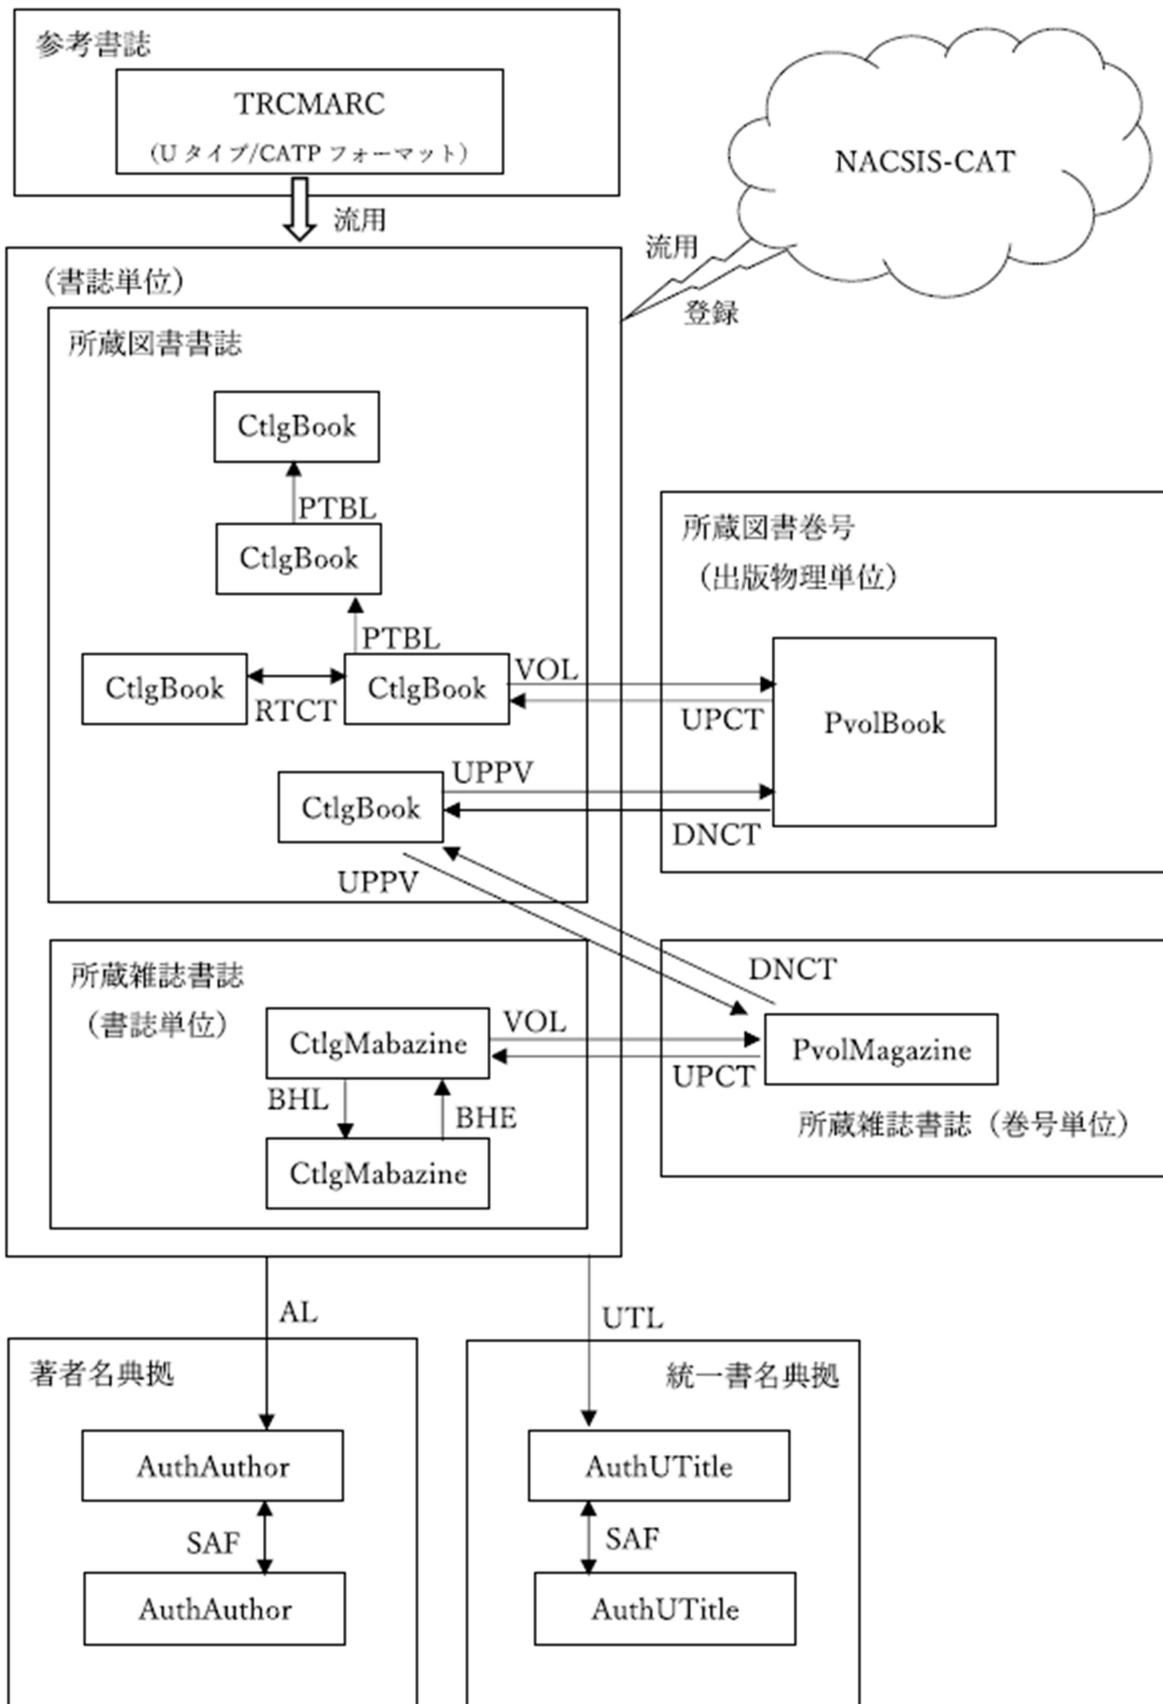 参考書誌
TRCMARC
（U タイプ/CATP フォーマット）
流用
NACSIS-CAT
流用
登録
（書誌単位）
所蔵図書書誌
CtlgBook
PTBL
CtlgBook
PTBL
CtlgBook
RTCT
CtlgBook
VOL
UPCT
所蔵図書巻号
（出版物理単位）
PvolBook
CtlgBook
UPPV
DNCT
UPPV
DNCT
所蔵雑誌書誌
（書誌単位）
CtlgMabazine
VOL
UPCT
PvolMagazine
所蔵雑誌書誌（巻号単位）
BHL
BHE
CtlgMabazine
AL
UTL
著者名典拠
AuthAuthor
SAF
AuthAuthor
統一書名典拠
AuthUTitle
SAF
AuthUTitle